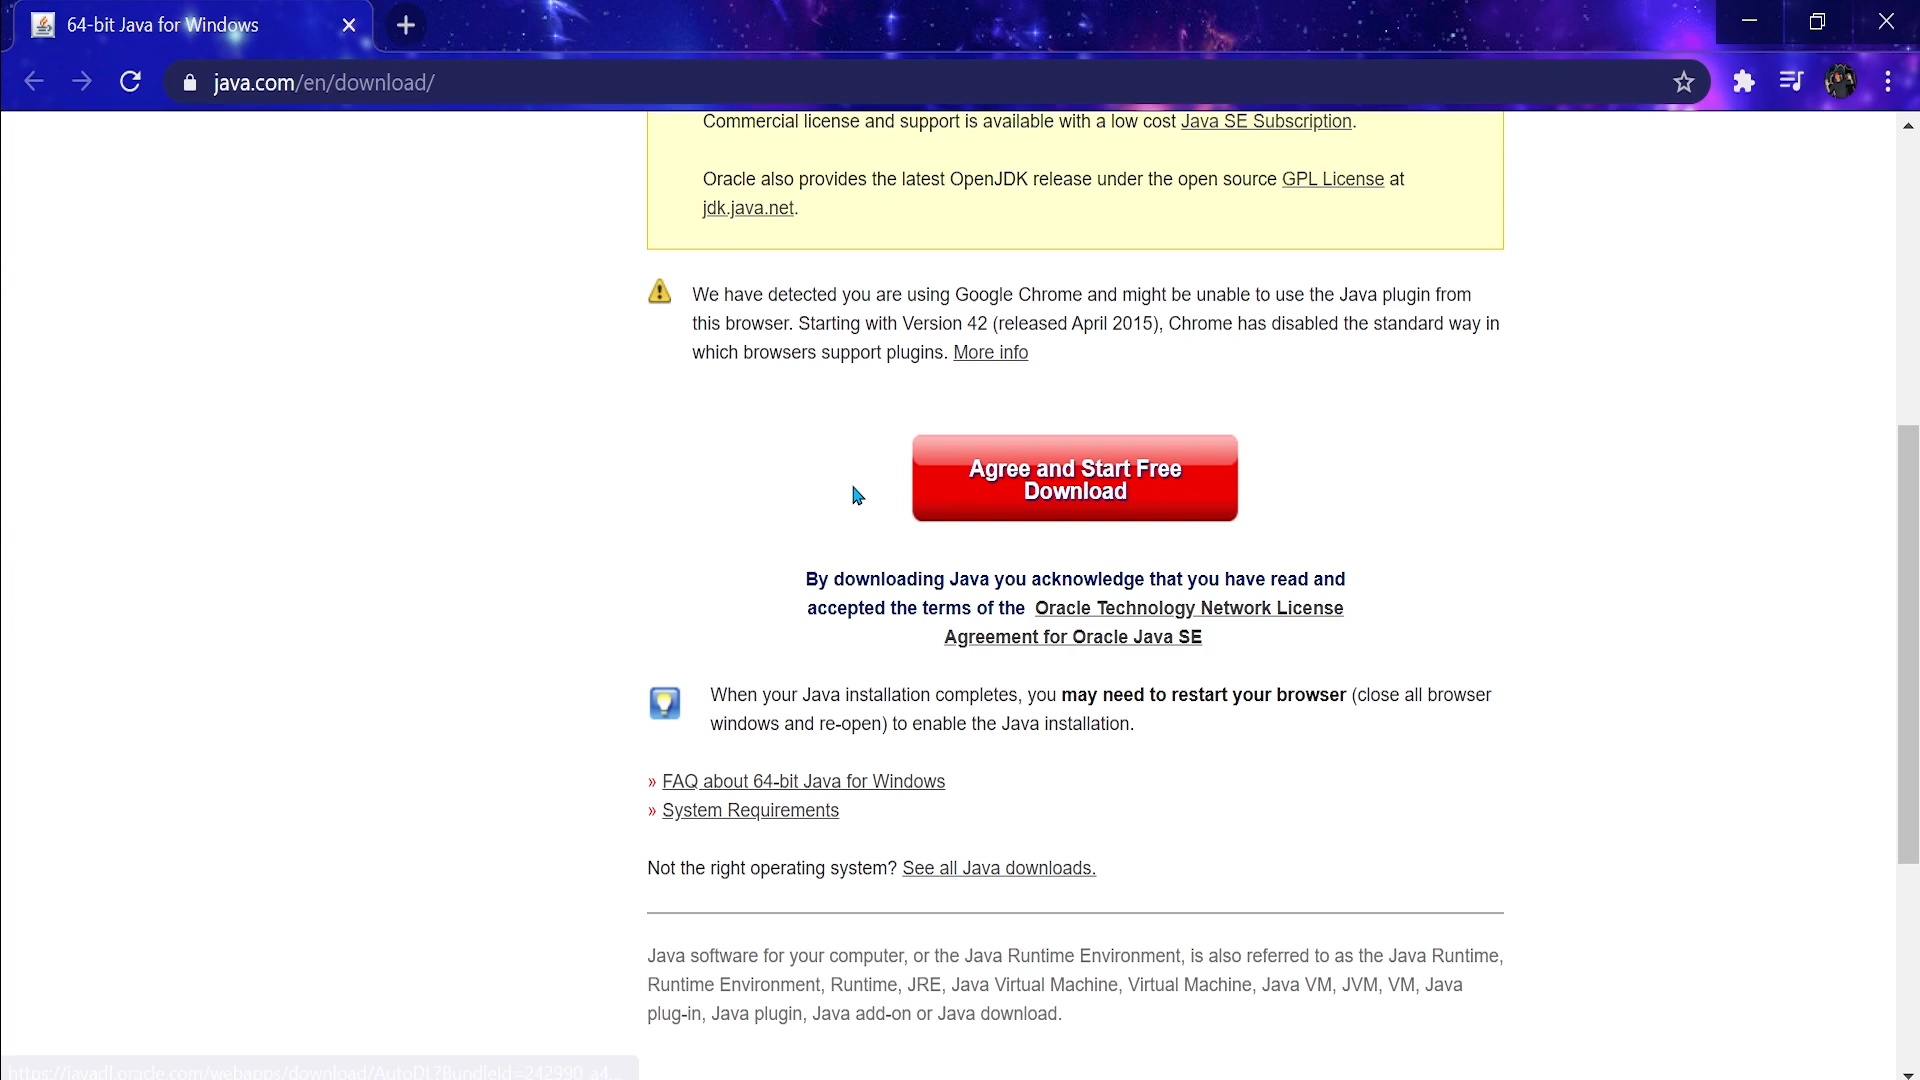 64-bit Java for Windows
java.com/en/download/
Commercial license and support is available with a low cost Java SE Subscription.
Oracle also provides the latest OpenJDK release under the open source GPL License at
jdk.java.net.
We have detected you are using Google Chrome and might be unable to use the Java plugin from
this browser. Starting with Version 42 (released April 2015), Chrome has disabled the standard way in
which browsers support plugins. More info
Agree and Start Free
Download
By downloading Java you acknowledge that you have read and
accepted the terms of the Oracle Technology Network License
Agreement for Oracle Java SE
When your Java installation completes, you may need to restart your browser (close all browser
windows and re-open) to enable the Java installation.
» FAQ about 64-bit Java for Windows
» System Requirements
Not the right operating system? See all Java downloads.
Java software for your computer, or the Java Runtime Environment, is also referred to as the Java Runtime,
Runtime Environment, Runtime, JRE, Java Virtual Machine, Virtual Machine, Java VM, JVM, VM, Java
plug-in, Java plugin, Java add-on or Java download.
https://javadl.oracle.com/webapps/download/AutoDL?BundleId=242990_a4...